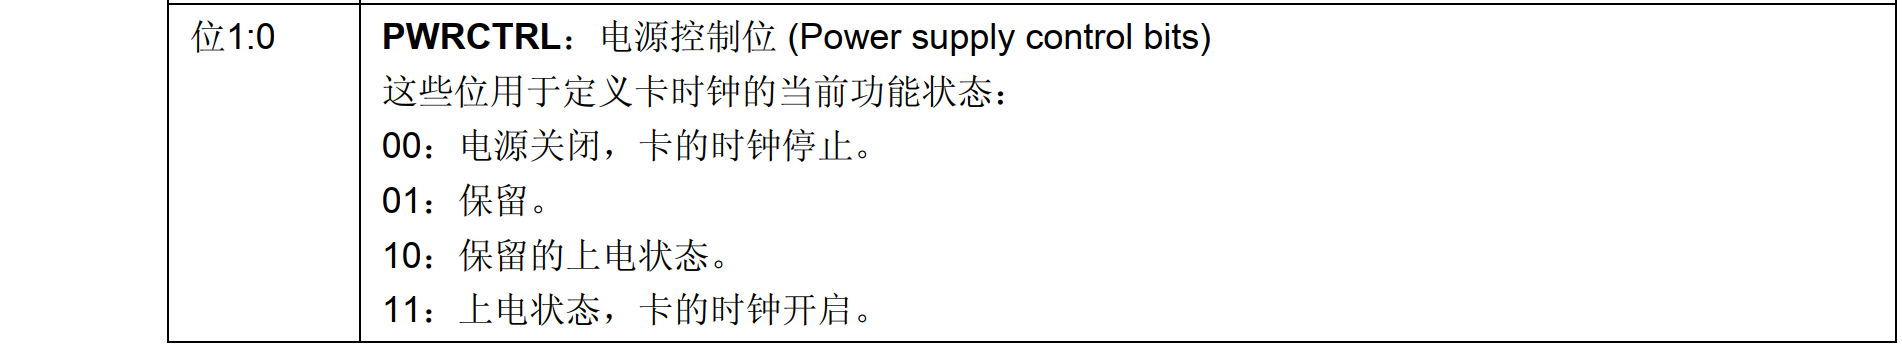 位1:0
PWRCTRL：电源控制位 (Power supply control bits)
这些位用于定义卡时钟的当前功能状态：
00：电源关闭，卡的时钟停止。
01：保留。
10：保留的上电状态。
11：上电状态，卡的时钟开启。